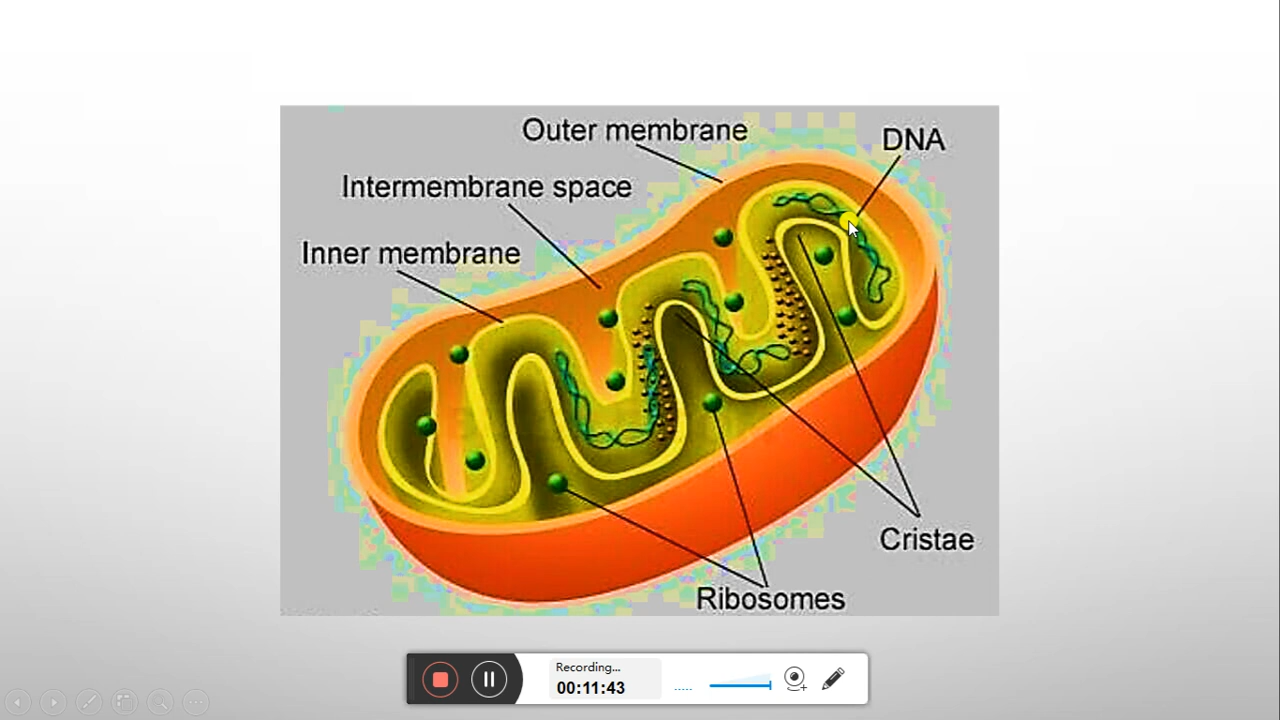 Outer membrane
DNA
Intermembrane space
Inner membrane
Cristae
Ribosomes
Recording...
00:11:43